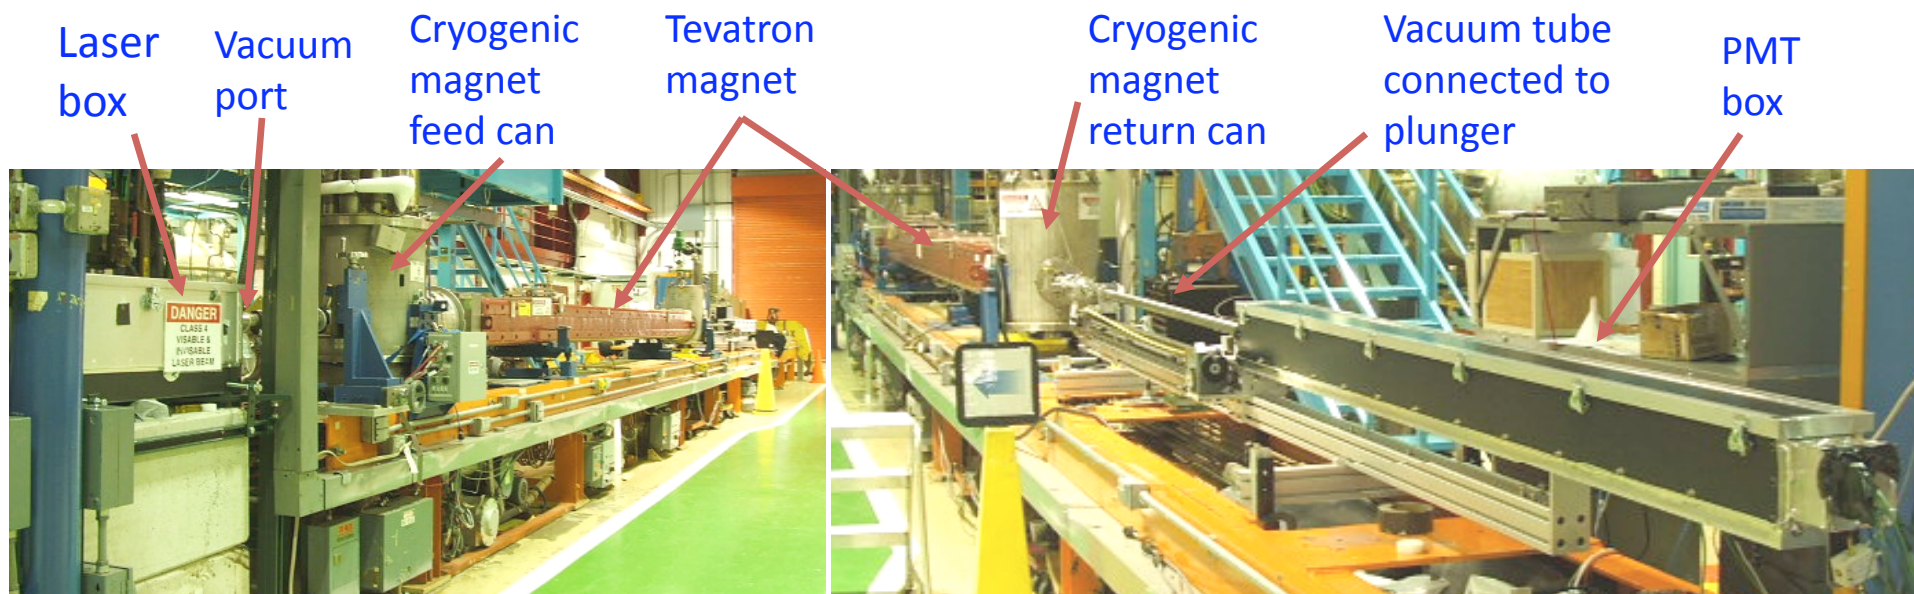 Laser
box
Vacuum
port
Cryogenic
magnet
feed can
Tevatron
magnet
Cryogenic
magnet
return can
Vacuum tube
connected to
plunger
PMT
box
DANGER
CLASS 4
VISABLE &
INVISABLE
LASER BEAM